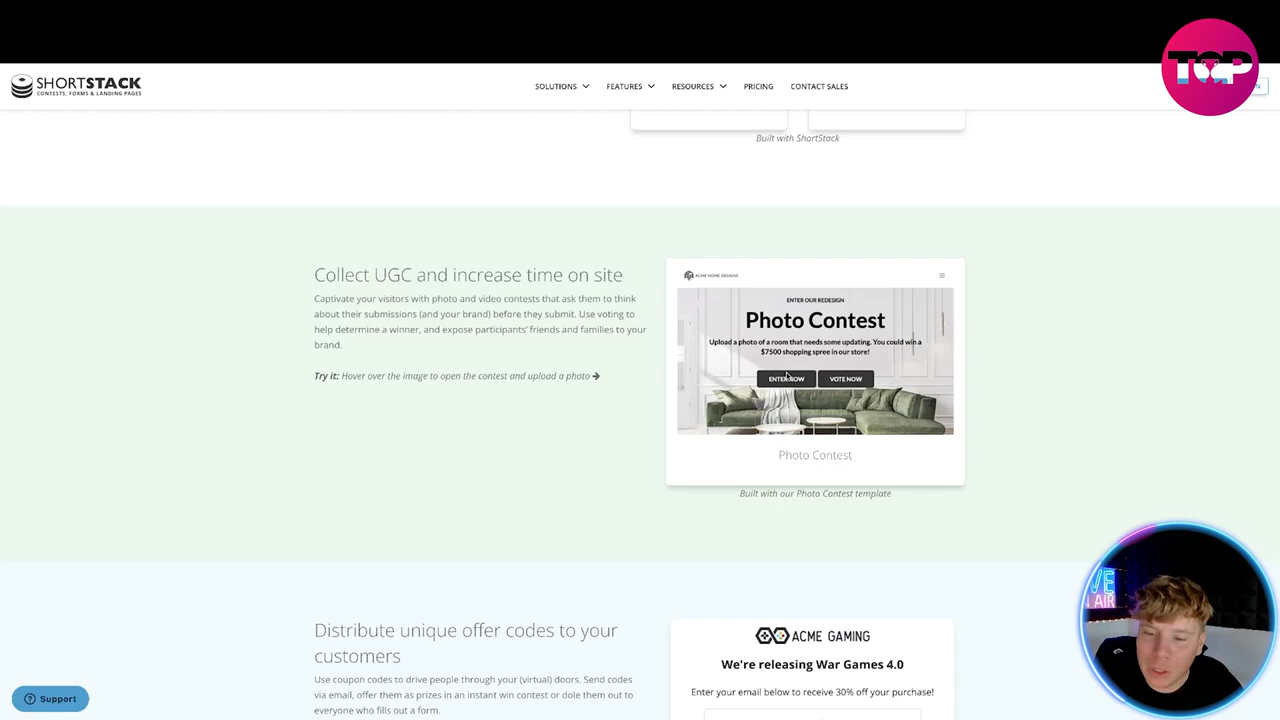 SHORTSTACK
CONTESTS, FORMS & LANDING PAGES
SOLUTIONS
FEATURES
RESOURCES
PRICING
CONTACT SALES
TOP
Built with ShortStack
Collect UGC and increase time on site
Captivate your visitors with photo and video contests that ask them to think
about their submissions (and your brand) before they submit. Use voting to
help determine a winner, and expose participants' friends and families to your
brand.
Try it: Hover over the image to open the contest and upload a photo →
ACME HOME DESIGNS
ENTER OUR REDESIGN
Photo Contest
Upload a photo of a room that needs some updating. You could win a
$7500 shopping spree in our store!
ENTER NOW
VOTE NOW
Photo Contest
Built with our Photo Contest template
Distribute unique offer codes to your
customers
Use coupon codes to drive people through your (virtual) doors. Send codes
via email, offer them as prizes in an instant win contest or dole them out to
everyone who fills out a form.
ACME GAMING
We're releasing War Games 4.0
Enter your email below to receive 30% off your purchase!
Support
AIR